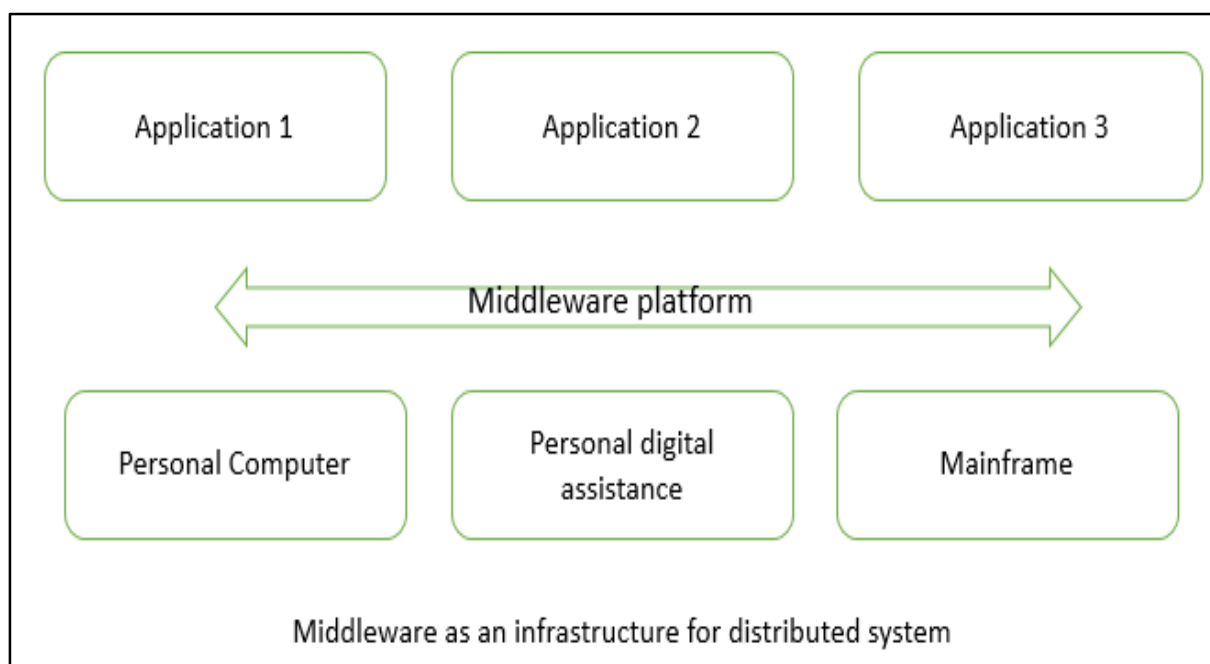 Application 1
Application 2
Application 3
Middleware platform
Personal Computer
Personal digital
assistance
Mainframe
Middleware as an infrastructure for distributed system